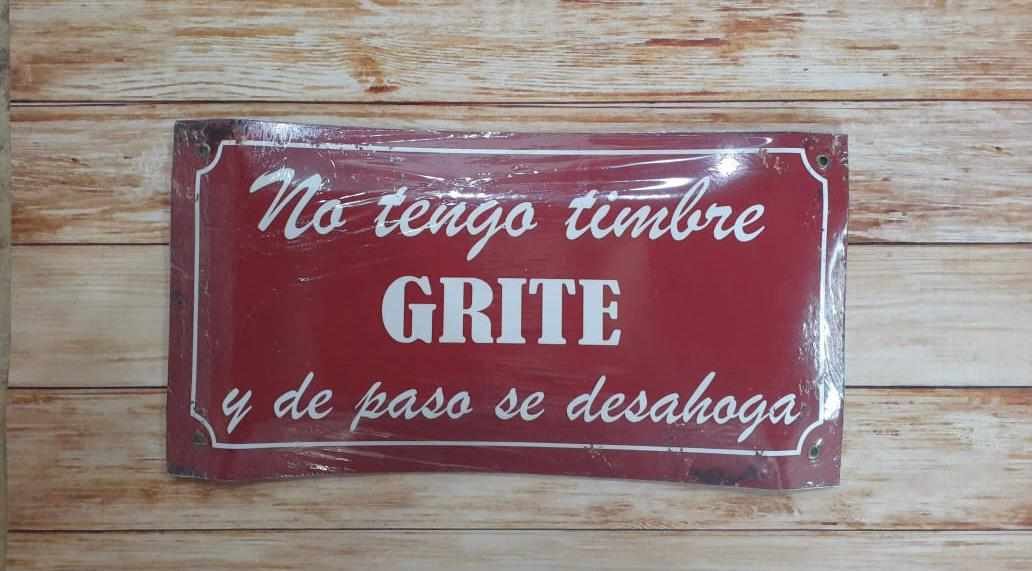 No tengo timbre
GRITE
y de paso se desahoga